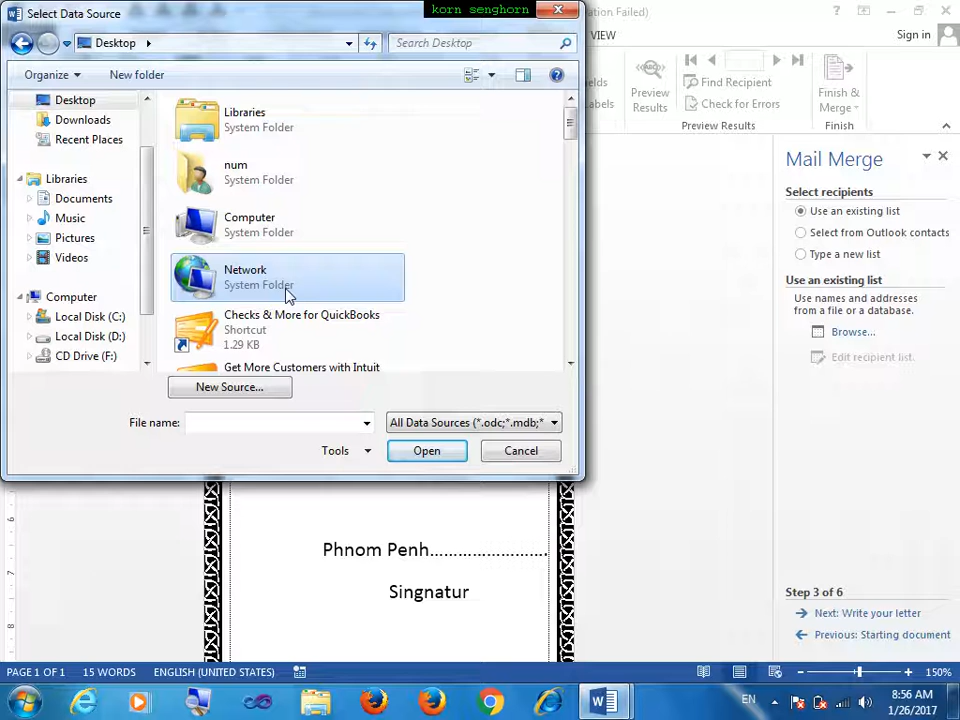 Select Data Source
korn senghorn
ation Failed)
Desktop
Search Desktop
VIEW
Sign in
Organize
New folder
Desktop
Downloads
Recent Places
Libraries
Documents
Music
Pictures
Videos
Computer
Local Disk (C:)
Local Disk (D:)
CD Drive (F:)
Libraries
System Folder
num
System Folder
Computer
System Folder
Network
System Folder
Checks & More for QuickBooks
Shortcut
1.29 KB
Get More Customers with Intuit
New Source...
File name:
All Data Sources (*.odc;*.mdb;*
Tools
Open
Cancel
elds
abels
Preview
Results
Find Recipient
Check for Errors
Preview Results
Finish &
Merge
Finish
Mail Merge
Select recipients
Use an existing list
Select from Outlook contacts
Type a new list
Use an existing list
Use names and addresses
from a file or a database.
Browse...
Edit recipient list.
Step 3 of 6
Next: Write your letter
Previous: Starting document
6
7
8
Phnom Penh.......................
Singnatur
PAGE 1 OF 1
15 WORDS
ENGLISH (UNITED STATES)
150%
EN
8:56 AM
1/26/2017